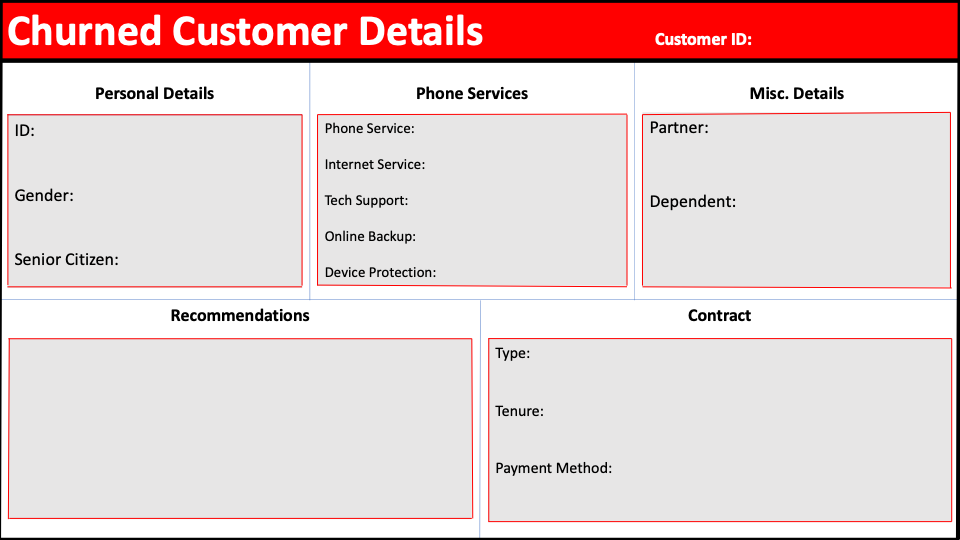 Churned Customer Details
Customer ID:
Personal Details
ID:
Gender:
Senior Citizen:
Phone Services
Phone Service:
Internet Service:
Tech Support:
Online Backup:
Device Protection:
Misc. Details
Partner:
Dependent:
Recommendations
Contract
Type:
Tenure:
Payment Method: